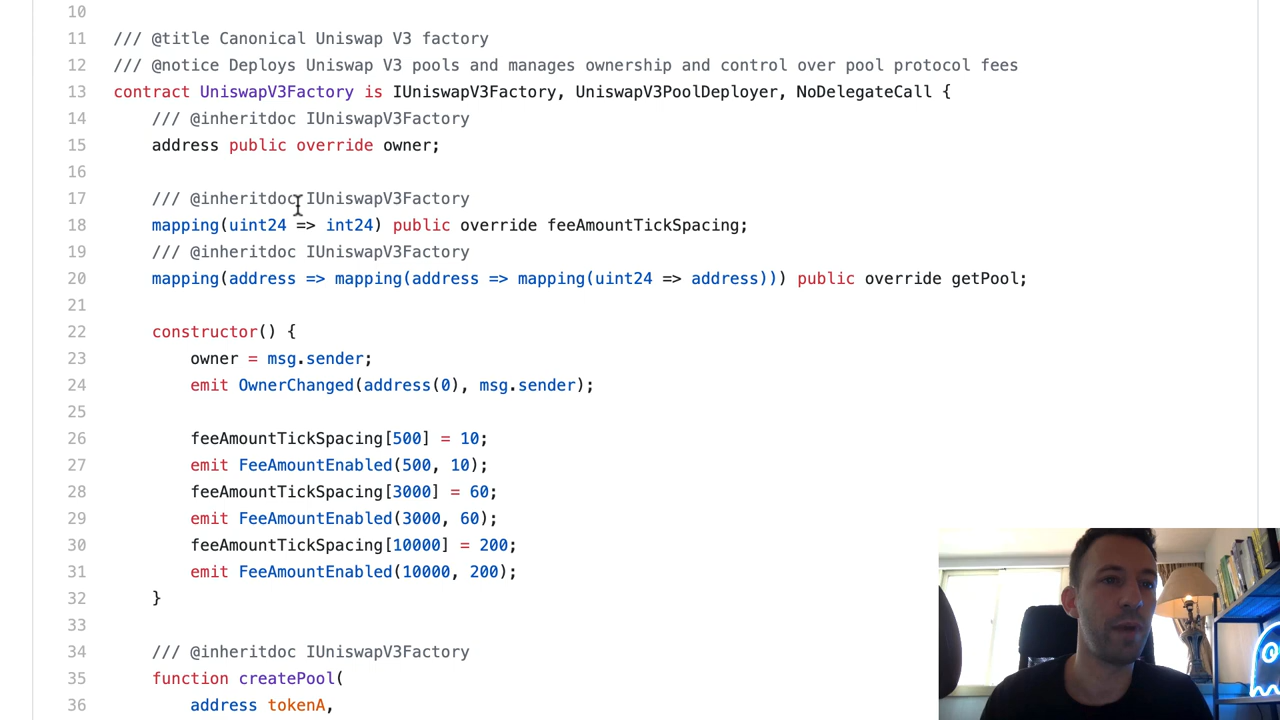 10
11 /// @title Canonical Uniswap V3 factory
12 /// @notice Deploys Uniswap V3 pools and manages ownership and control over pool protocol fees
13 contract UniswapV3Factory is IUniswapV3Factory, UniswapV3PoolDeployer, NoDelegateCall {
14 /// @inheritdoc IUniswapV3Factory
15 address public override owner;
16
17 /// @inheritdoc IUniswapV3Factory
18 mapping(uint24 => int24) public override feeAmountTickSpacing;
19 /// @inheritdoc IUniswapV3Factory
20 mapping(address => mapping(address => mapping(uint24 => address))) public override getPool;
21
22 constructor() {
23 owner = msg.sender;
24 emit OwnerChanged(address(0), msg.sender);
25
26 feeAmountTickSpacing[500] = 10;
27 emit FeeAmountEnabled(500, 10);
28 feeAmountTickSpacing[3000] = 60;
29 emit FeeAmountEnabled(3000, 60);
30 feeAmountTickSpacing[10000] = 200;
31 emit FeeAmountEnabled(10000, 200);
32 }
33
34 /// @inheritdoc IUniswapV3Factory
35 function createPool(
36 address tokenA,